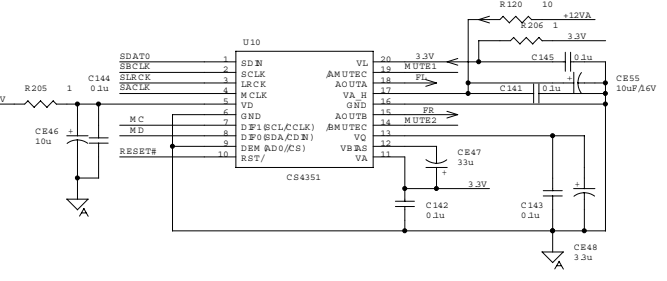 R120 10
+12VA
R206 1
3.3V
U10
SDAT0 1 SDIN VL 20 3.3V
SBCLK 2 SCLK /AMUTEC 19 MUTE1
SLRCK 3 LRCK AOUTA 18 FL
SACLK 4 MCLK VA_H 17
5 VD GND 16
6 GND AOUTB 15 FR
MC 7 DIF1(SCL/CCLK) /BMUTEC 14 MUTE2
MD 8 DIF0(SDA/CDIN) VQ 13
9 DEM(AD0/CS) VBIAS 12
RESET# 10 RST/ VA 11
CS4351
C145 0.1u
C141 0.1u
CE55
10uF/16V
V
R205 1
C144
0.1u
CE46
10u
A
CE47
33u
3.3V
C142
0.1u
C143
0.1u
CE48
3.3u
A